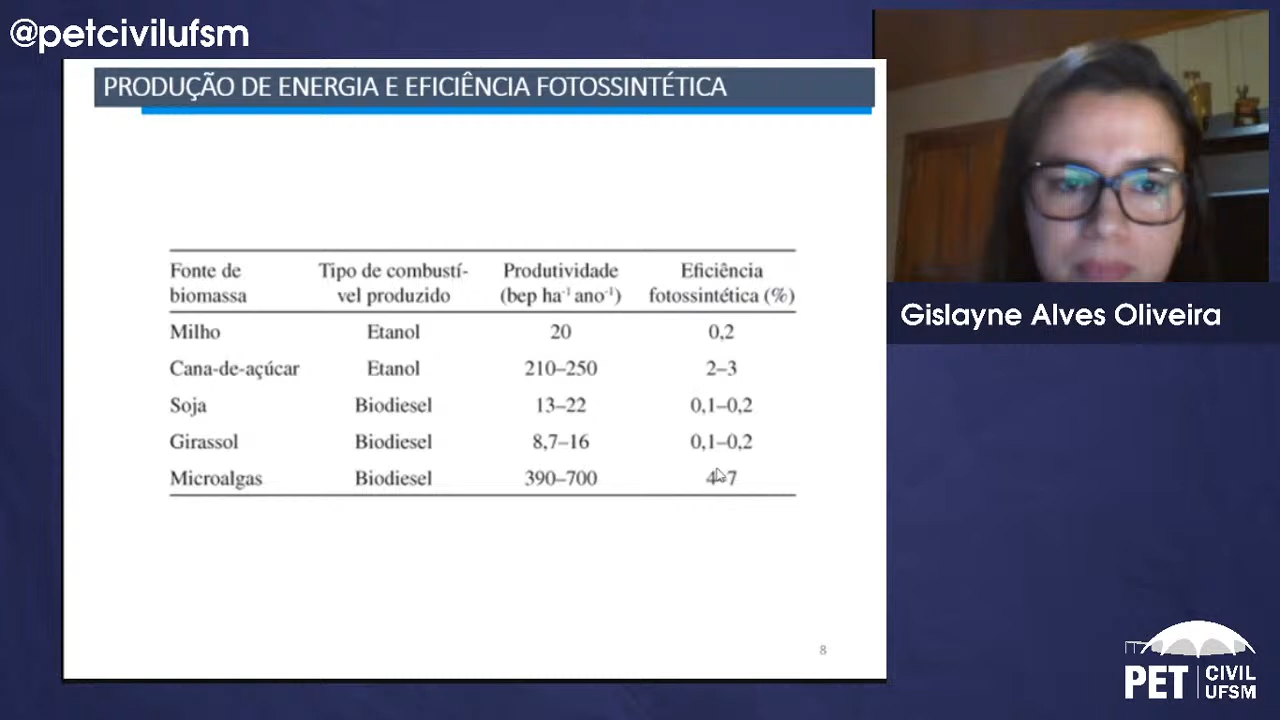 @petcivilufsm
PRODUÇÃO DE ENERGIA E EFICIÊNCIA FOTOSSINTÉTICA
Fonte de biomassa Tipo de combustí-vel produzido Produtividade (bep ha⁻¹ ano⁻¹) Eficiência fotossintética (%)
Milho Etanol 20 0,2
Cana-de-açúcar Etanol 210–250 2–3
Soja Biodiesel 13–22 0,1–0,2
Girassol Biodiesel 8,7–16 0,1–0,2
Microalgas Biodiesel 390–700 4–7
8
Gislayne Alves Oliveira
PET CIVIL
UFSM